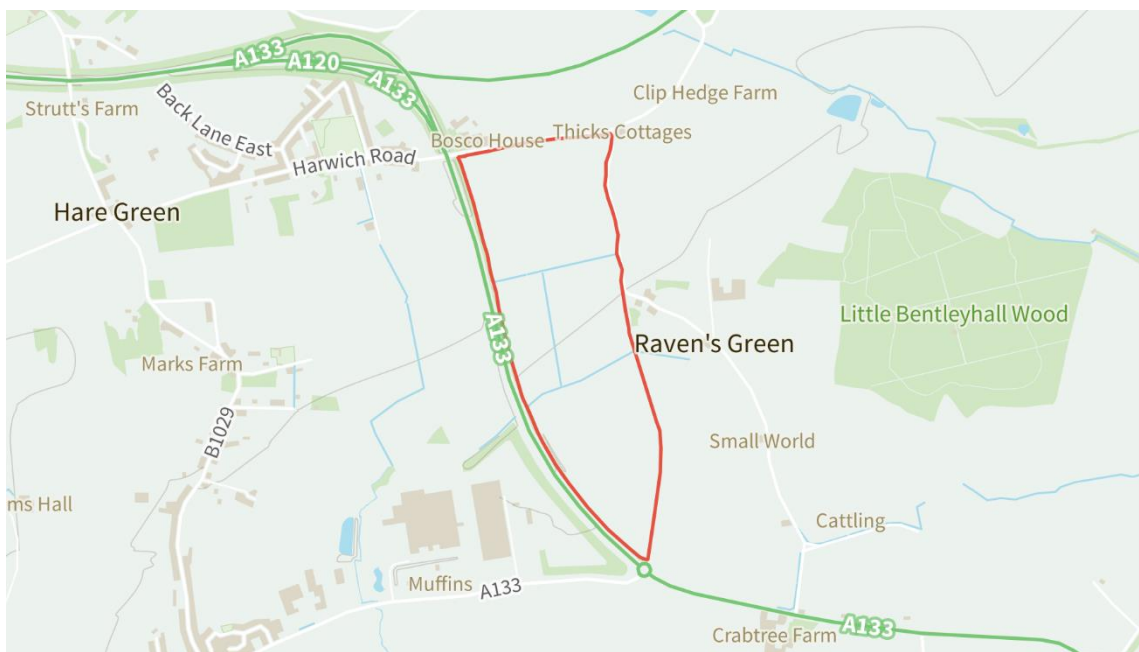 A133
A120
A133
Clip Hedge Farm
Strutt's Farm
Back Lane East
Bosco House
Thicks Cottages
Harwich Road
Hare Green
Little Bentleyhall Wood
A133
Raven's Green
Marks Farm
B1029
Small World
ms Hall
Cattling
Muffins
A133
Crabtree Farm
A133